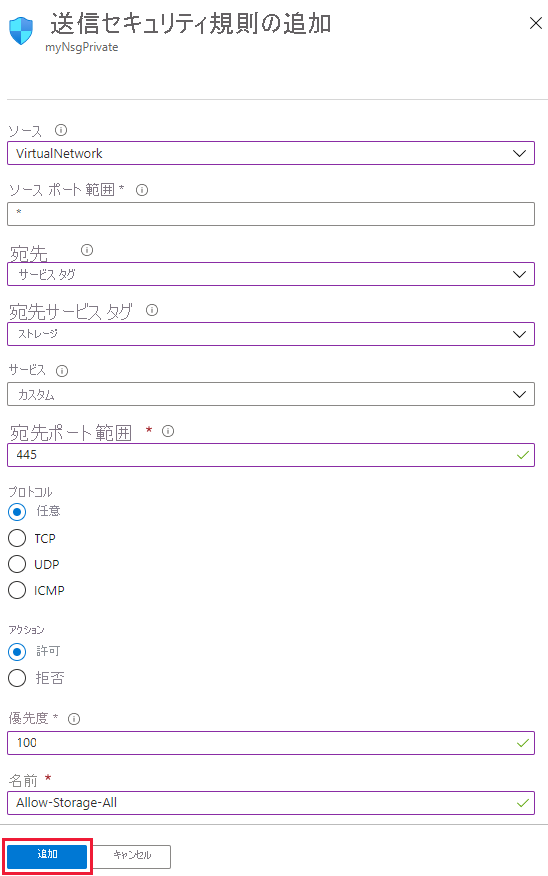 送信セキュリティ規則の追加
myNsgPrivate
ソース
VirtualNetwork
ソース ポート範囲 *
*
宛先
サービス タグ
宛先サービス タグ
ストレージ
サービス
カスタム
宛先ポート範囲 *
445
プロトコル
任意
TCP
UDP
ICMP
アクション
許可
拒否
優先度 *
100
名前 *
Allow-Storage-All
追加 キャンセル